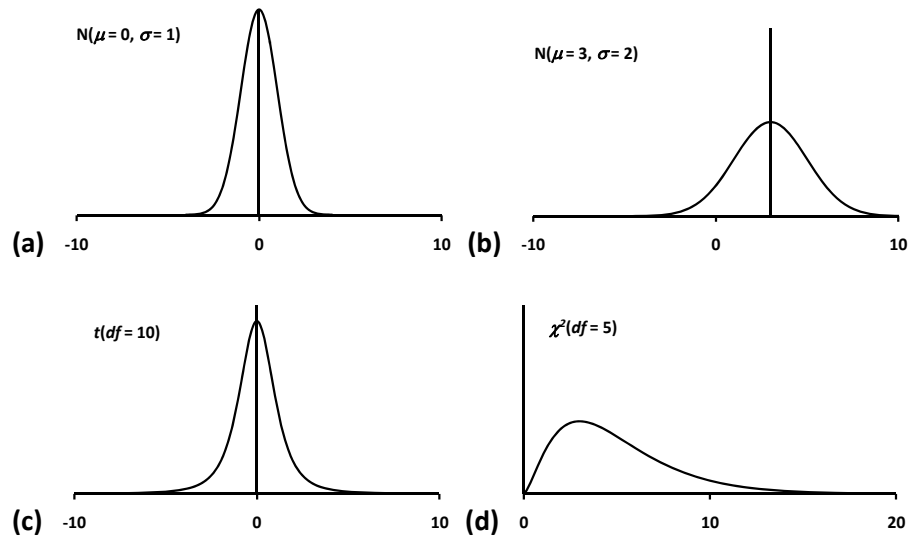 N(μ = 0, σ = 1)
(a)
-10 0 10
N(μ = 3, σ = 2)
(b)
-10 0 10
t(df = 10)
(c)
-10 0 10
χ²(df = 5)
(d)
0 10 20